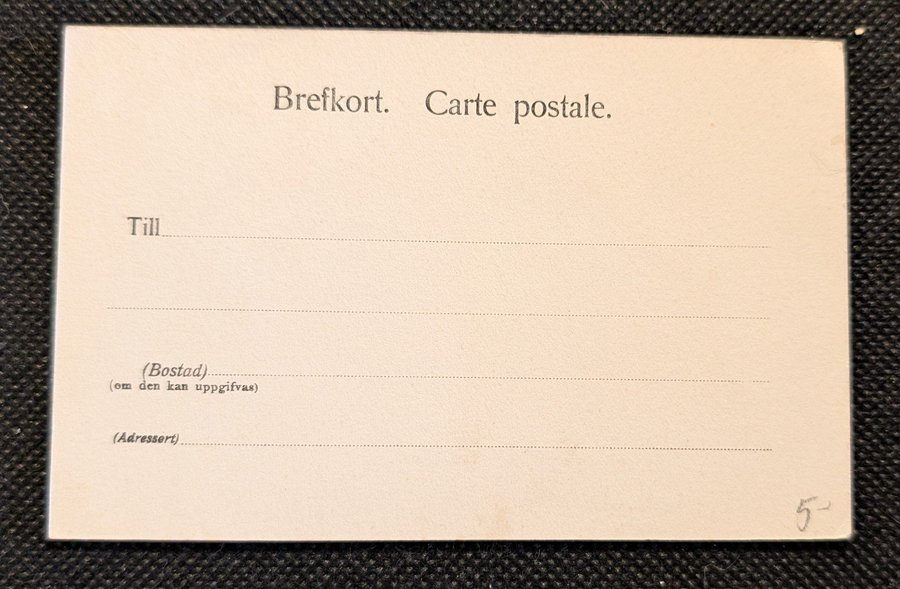 Brefkort. Carte postale.
Till
(Bostad)
(om den kan uppgifvas)
(Adressort)
5-